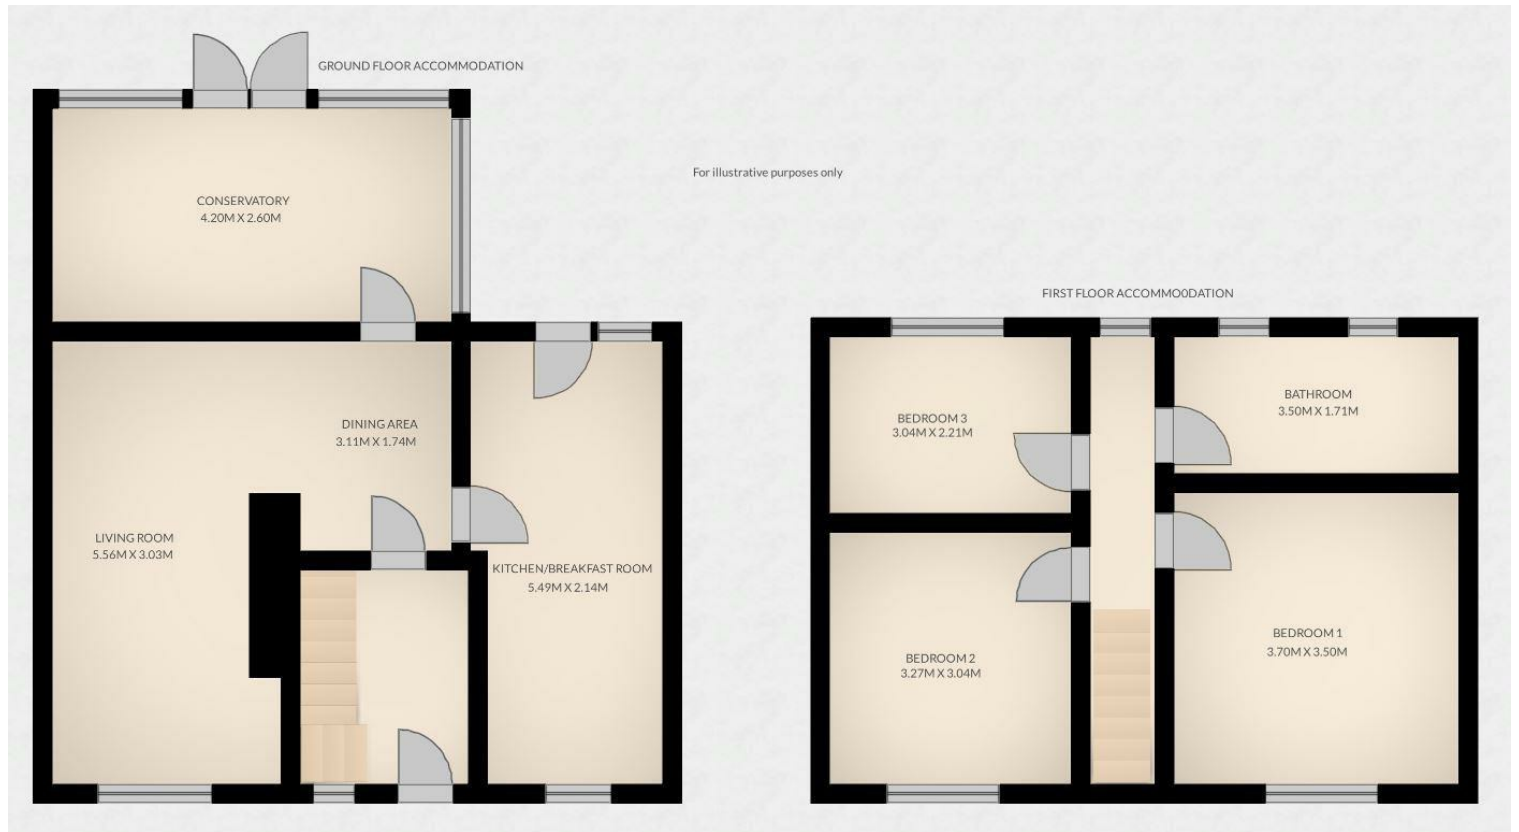 GROUND FLOOR ACCOMMODATION
CONSERVATORY
4.20M X 2.60M
DINING AREA
3.11M X 1.74M
LIVING ROOM
5.56M X 3.03M
KITCHEN/BREAKFAST ROOM
5.49M X 2.14M
For illustrative purposes only
FIRST FLOOR ACCOMMO0DATION
BEDROOM 3
3.04M X 2.21M
BATHROOM
3.50M X 1.71M
BEDROOM 2
3.27M X 3.04M
BEDROOM 1
3.70M X 3.50M